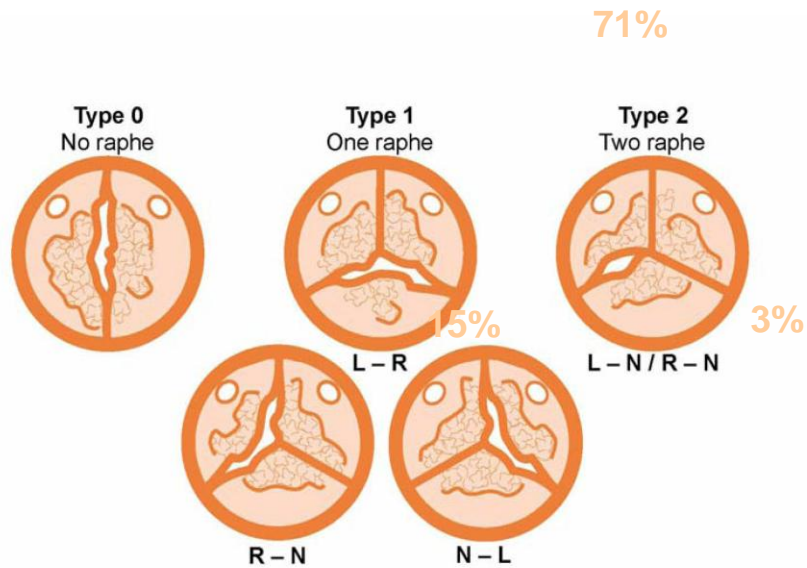 71%
Type 0
No raphe
Type 1
One raphe
Type 2
Two raphe
15%
3%
L – R
L – N / R – N
R – N
N – L